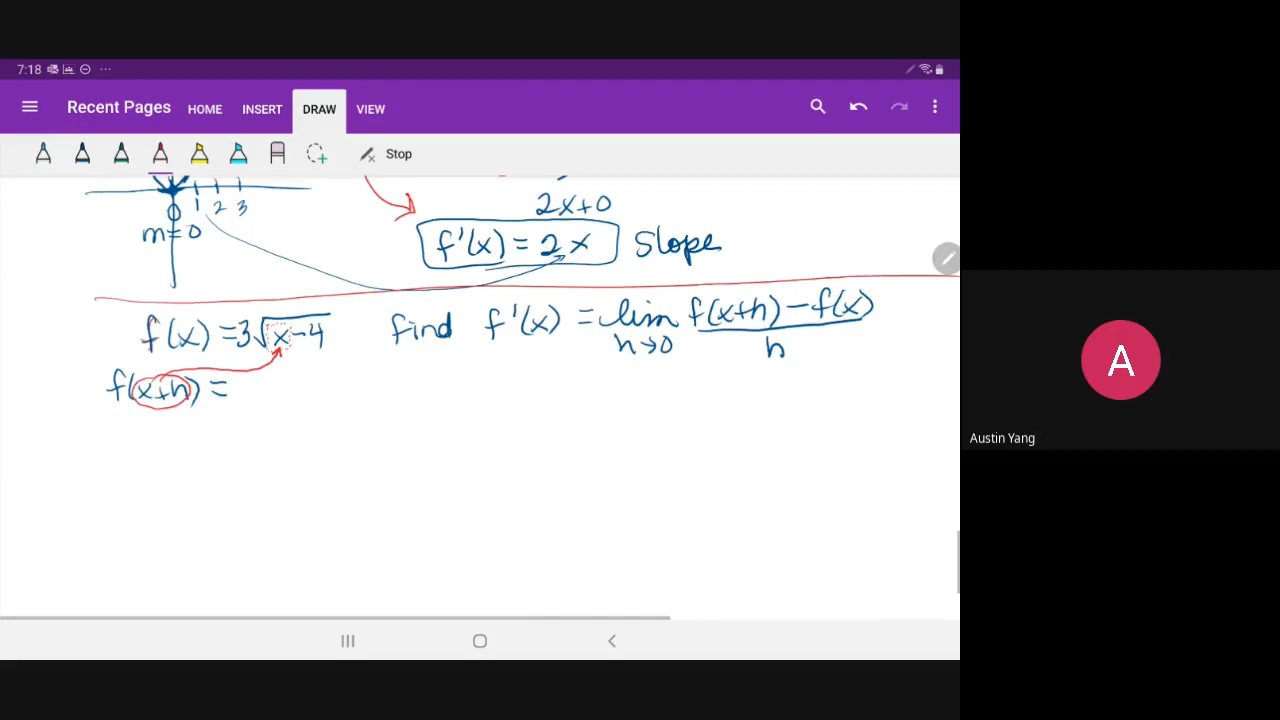 7:18 ...
Recent Pages HOME INSERT DRAW VIEW
Stop
0 1 2 3
m=0
2x+0
f'(x) = 2x Slope
f(x) = 3√x-4 find f'(x) = lim h→0 f(x+h) - f(x) / h
f(x+h) =
A
Austin Yang